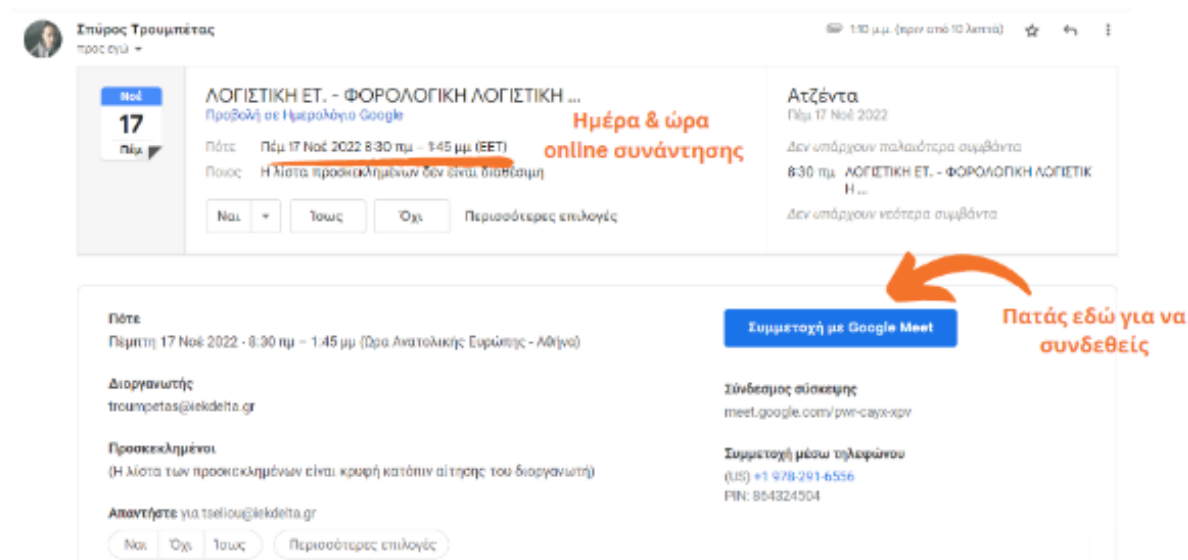 Σπύρος Τρουμπέτας
προς εγώ
1:10 μ.μ. (πριν από 10 λεπτά)
Νοέ
17
Πέμ
ΛΟΓΙΣΤΙΚΗ ΕΤ. - ΦΟΡΟΛΟΓΙΚΗ ΛΟΓΙΣΤΙΚΗ ...
Προβολή σε Ημερολόγιο Google
Πότε Πέμ 17 Νοέ 2022 8:30 πμ – 1:45 μμ (EET)
Ποιος Η λίστα προσκεκλημένων δεν είναι διαθέσιμη
Ναι Ίσως Όχι Περισσότερες επιλογές
Ημέρα & ώρα
online συνάντησης
Ατζέντα
Πέμ 17 Νοέ 2022
Δεν υπάρχουν παλαιότερα συμβάντα
8:30 πμ ΛΟΓΙΣΤΙΚΗ ΕΤ. - ΦΟΡΟΛΟΓΙΚΗ ΛΟΓΙΣΤΙΚ
Η ...
Δεν υπάρχουν νεότερα συμβάντα
Πότε
Πέμπτη 17 Νοέ 2022 · 8:30 πμ – 1:45 μμ (Ώρα Ανατολικής Ευρώπης - Αθήνα)
Διοργανωτής
troumpetas@iekdelta.gr
Προσκεκλημένοι
(Η λίστα των προσκεκλημένων είναι κρυφή κατόπιν αίτησης του διοργανωτή)
Απαντήστε για tseliou@iekdelta.gr
Ναι Όχι Ίσως Περισσότερες επιλογές
Συμμετοχή με Google Meet
Πατάς εδώ για να
συνδεθείς
Σύνδεσμος σύσκεψης
meet.google.com/pwr-cayx-xpv
Συμμετοχή μέσω τηλεφώνου
(US) +1 978-291-6556
PIN: 864324504